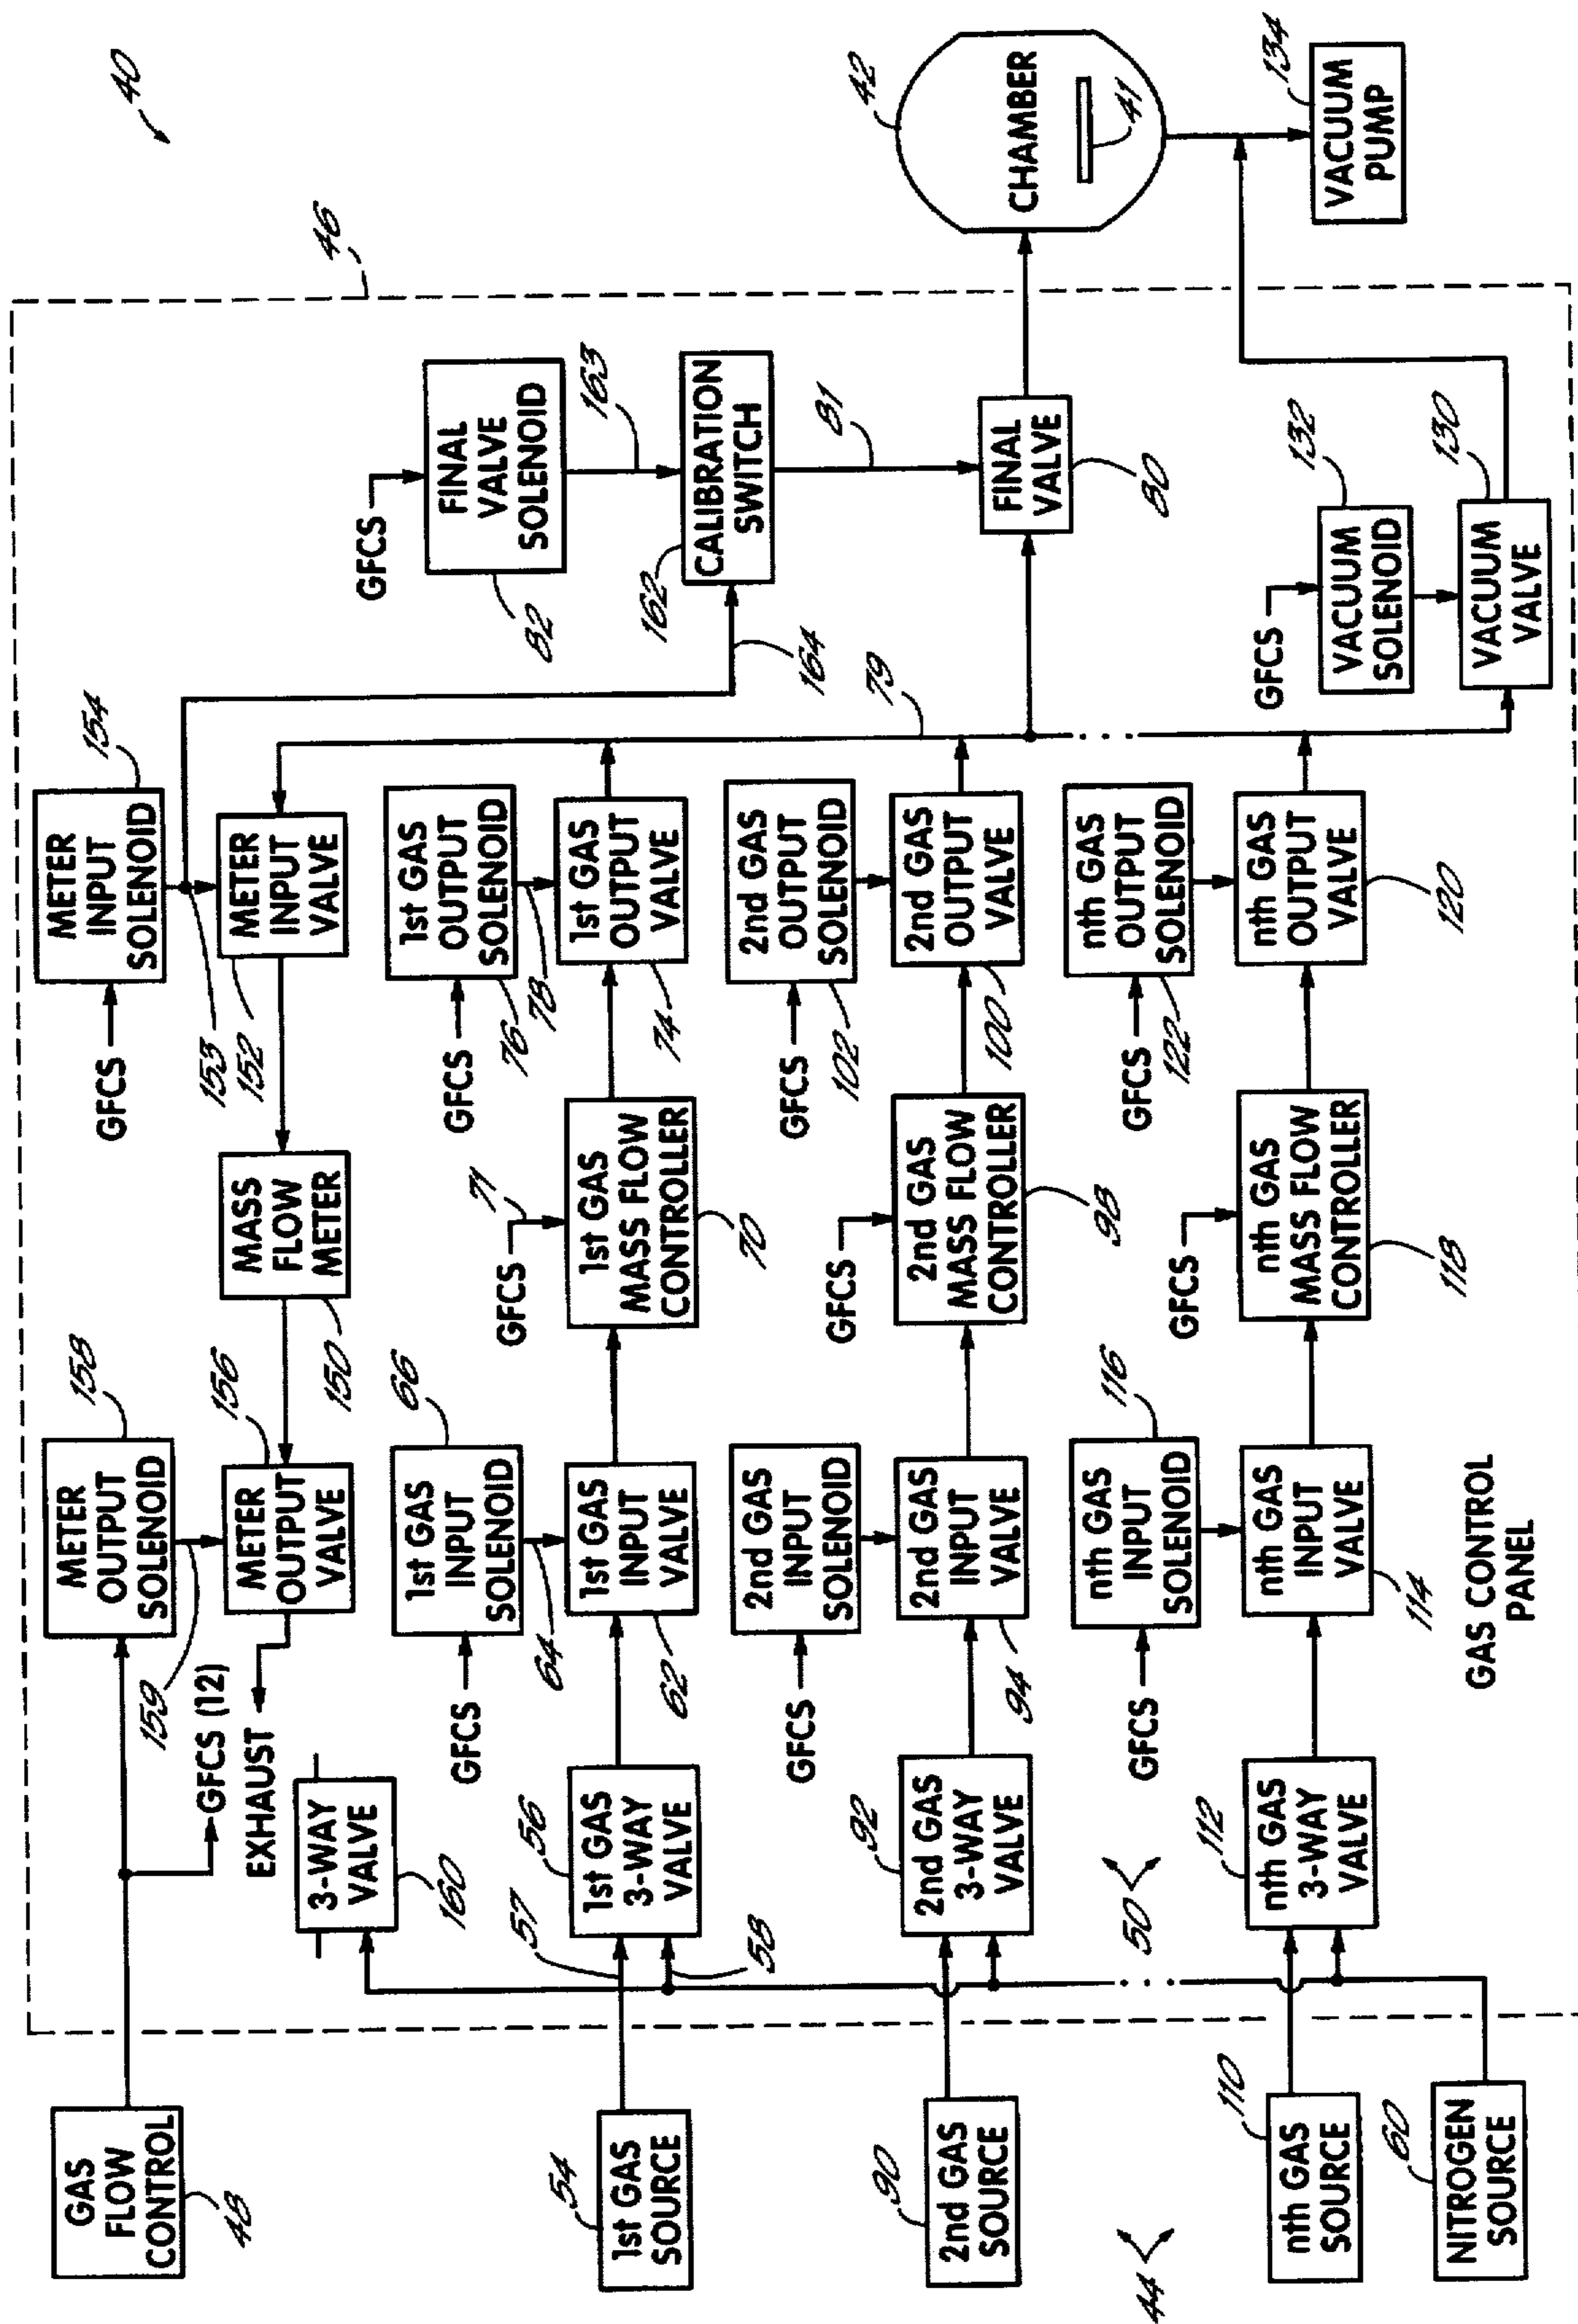 40
46
GAS
FLOW
CONTROL
48
METER
OUTPUT
SOLENOID
158
159
GFCS (12)
EXHAUST
METER
OUTPUT
VALVE
156
MASS
FLOW
METER
150
METER
INPUT
SOLENOID
154
GFCS
153
METER
INPUT
VALVE
152
3-WAY
VALVE
160
GFCS
FINAL
VALVE
SOLENOID
82
163
CALIBRATION
SWITCH
162
164
81
1st GAS
INPUT
SOLENOID
66
GFCS
64
1st GAS
OUTPUT
SOLENOID
76
GFCS
78
54
1st GAS
SOURCE
57
58
56
1st GAS
3-WAY
VALVE
1st GAS
INPUT
VALVE
62
GFCS
71
1st GAS
MASS FLOW
CONTROLLER
70
1st GAS
OUTPUT
VALVE
74
79
FINAL
VALVE
80
CHAMBER
42
41
2nd GAS
INPUT
SOLENOID
GFCS
2nd GAS
OUTPUT
SOLENOID
102
GFCS
90
2nd GAS
SOURCE
92
2nd GAS
3-WAY
VALVE
2nd GAS
INPUT
VALVE
94
GFCS
2nd GAS
MASS FLOW
CONTROLLER
98
2nd GAS
OUTPUT
VALVE
100
50
nth GAS
INPUT
SOLENOID
116
GFCS
nth GAS
OUTPUT
SOLENOID
122
GFCS
GFCS
VACUUM
SOLENOID
132
VACUUM
PUMP
134
44
110
nth GAS
SOURCE
112
nth GAS
3-WAY
VALVE
nth GAS
INPUT
VALVE
114
GFCS
nth GAS
MASS FLOW
CONTROLLER
118
nth GAS
OUTPUT
VALVE
120
VACUUM
VALVE
130
60
NITROGEN
SOURCE
GAS CONTROL
PANEL